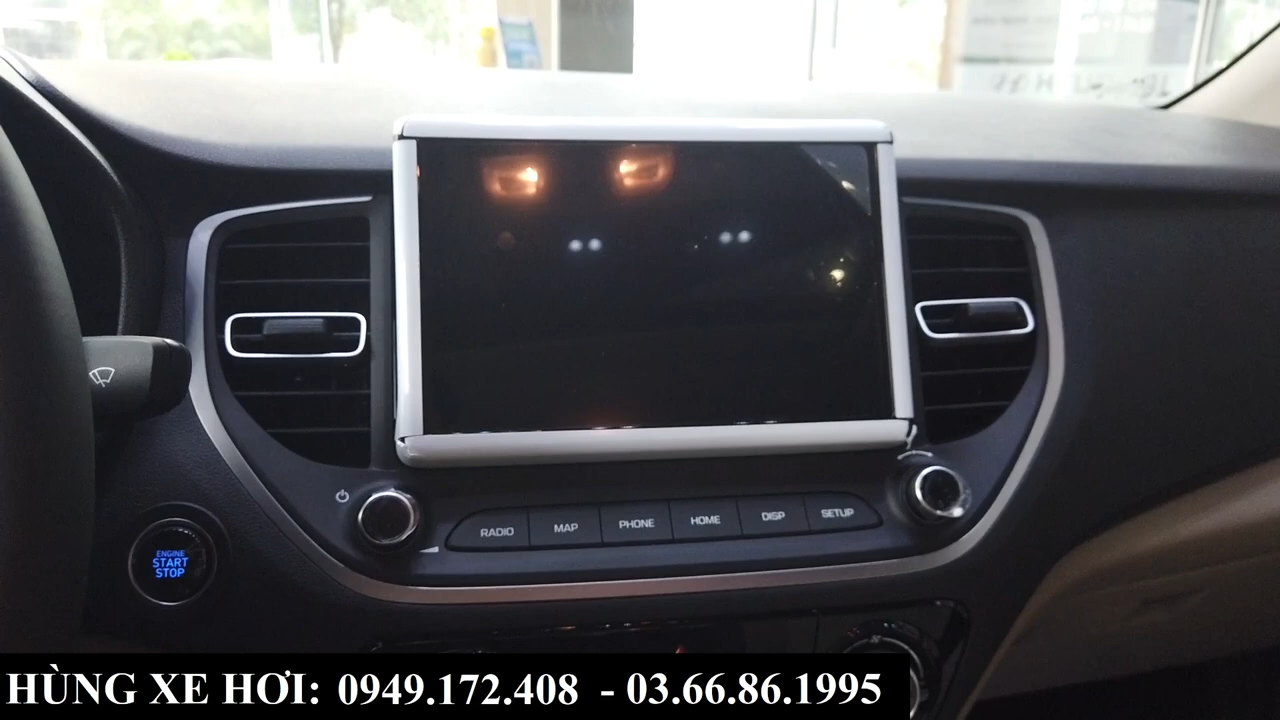 RADIO MAP PHONE HOME DISP SETUP
ENGINE
START
STOP
HÙNG XE HƠI: 0949.172.408 - 03.66.86.1995